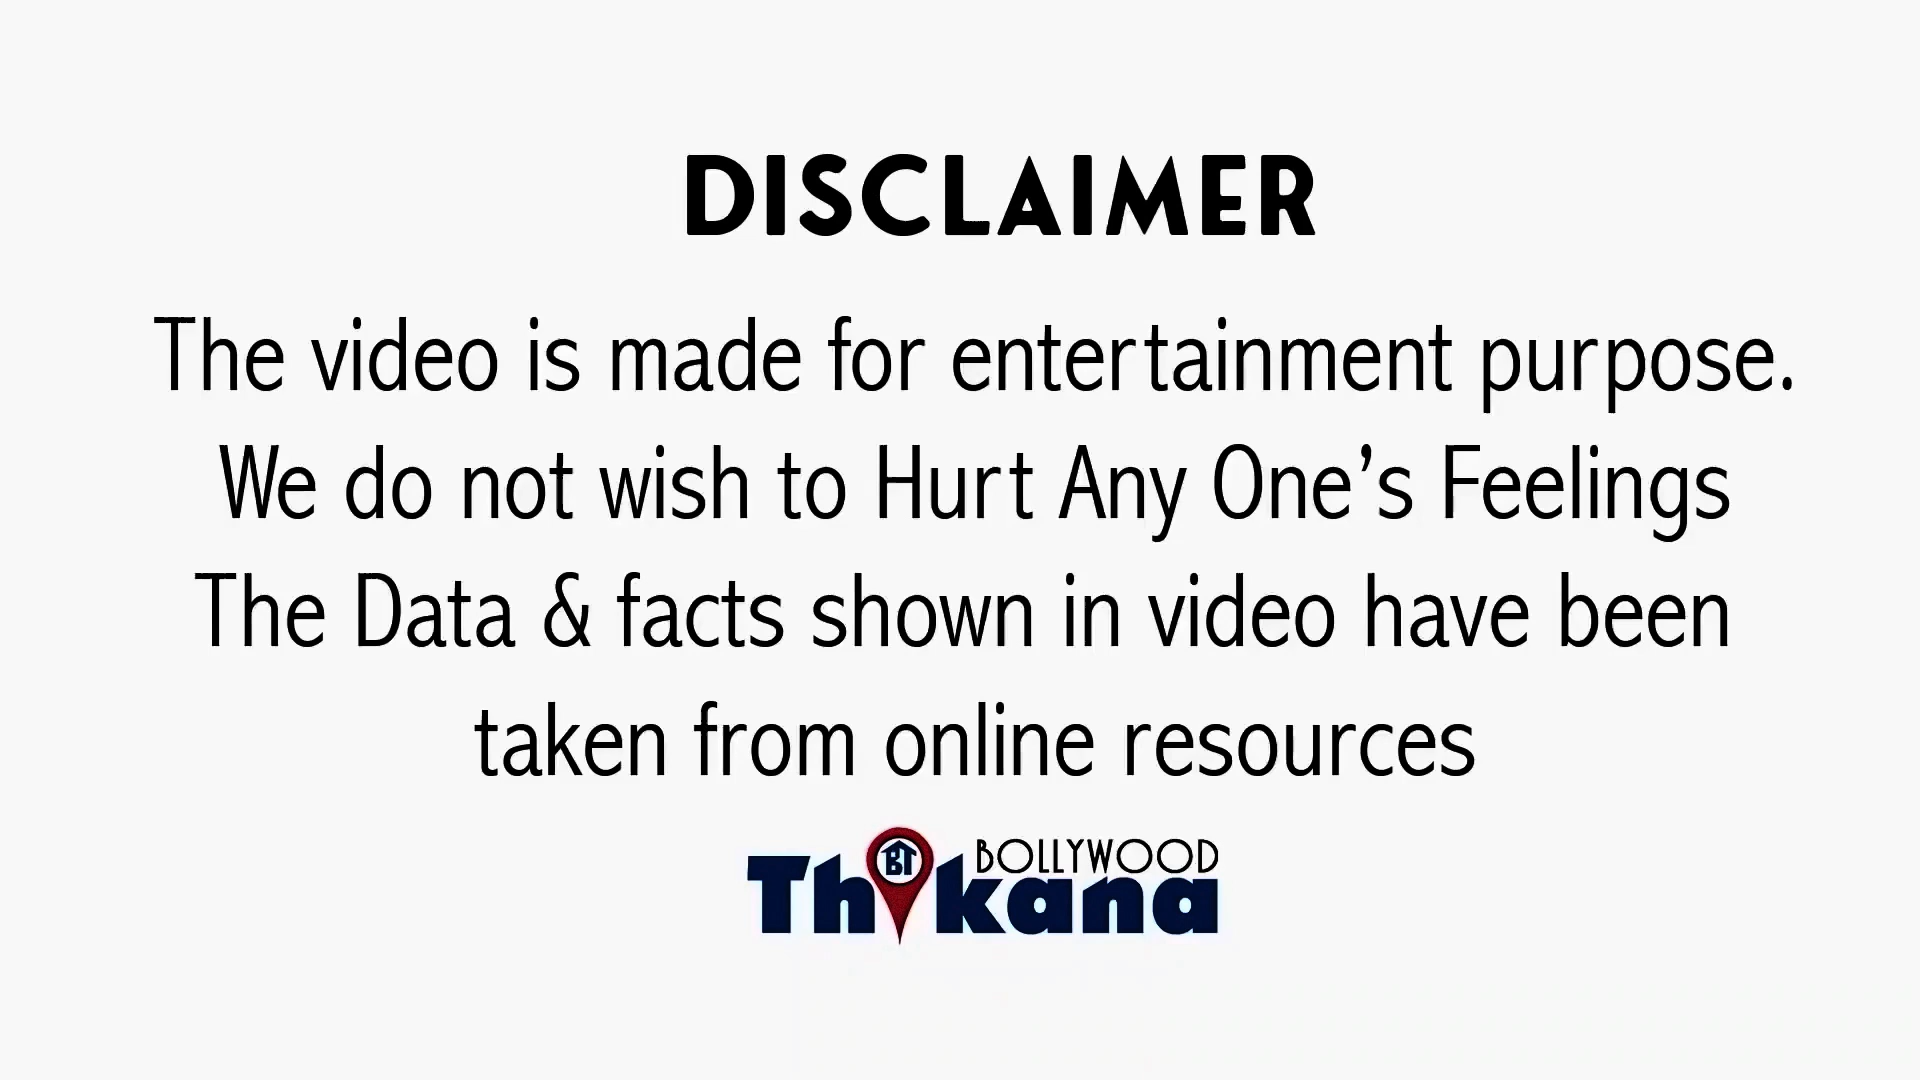 DISCLAIMER
The video is made for entertainment purpose.
We do not wish to Hurt Any One’s Feelings
The Data & facts shown in video have been
taken from online resources
BOLLYWOOD
Thikana
BT